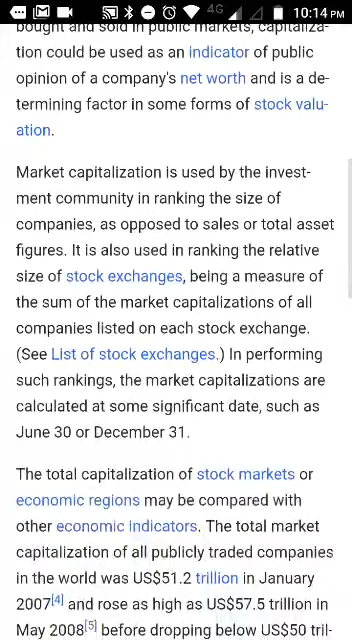 4G 10:14 PM
bought and sold in public markets, capitaliza-
tion could be used as an indicator of public
opinion of a company's net worth and is a de-
termining factor in some forms of stock valu-
ation.
Market capitalization is used by the invest-
ment community in ranking the size of
companies, as opposed to sales or total asset
figures. It is also used in ranking the relative
size of stock exchanges, being a measure of
the sum of the market capitalizations of all
companies listed on each stock exchange.
(See List of stock exchanges.) In performing
such rankings, the market capitalizations are
calculated at some significant date, such as
June 30 or December 31.
The total capitalization of stock markets or
economic regions may be compared with
other economic indicators. The total market
capitalization of all publicly traded companies
in the world was US$51.2 trillion in January
2007[4] and rose as high as US$57.5 trillion in
May 2008[5] before dropping below US$50 tril-